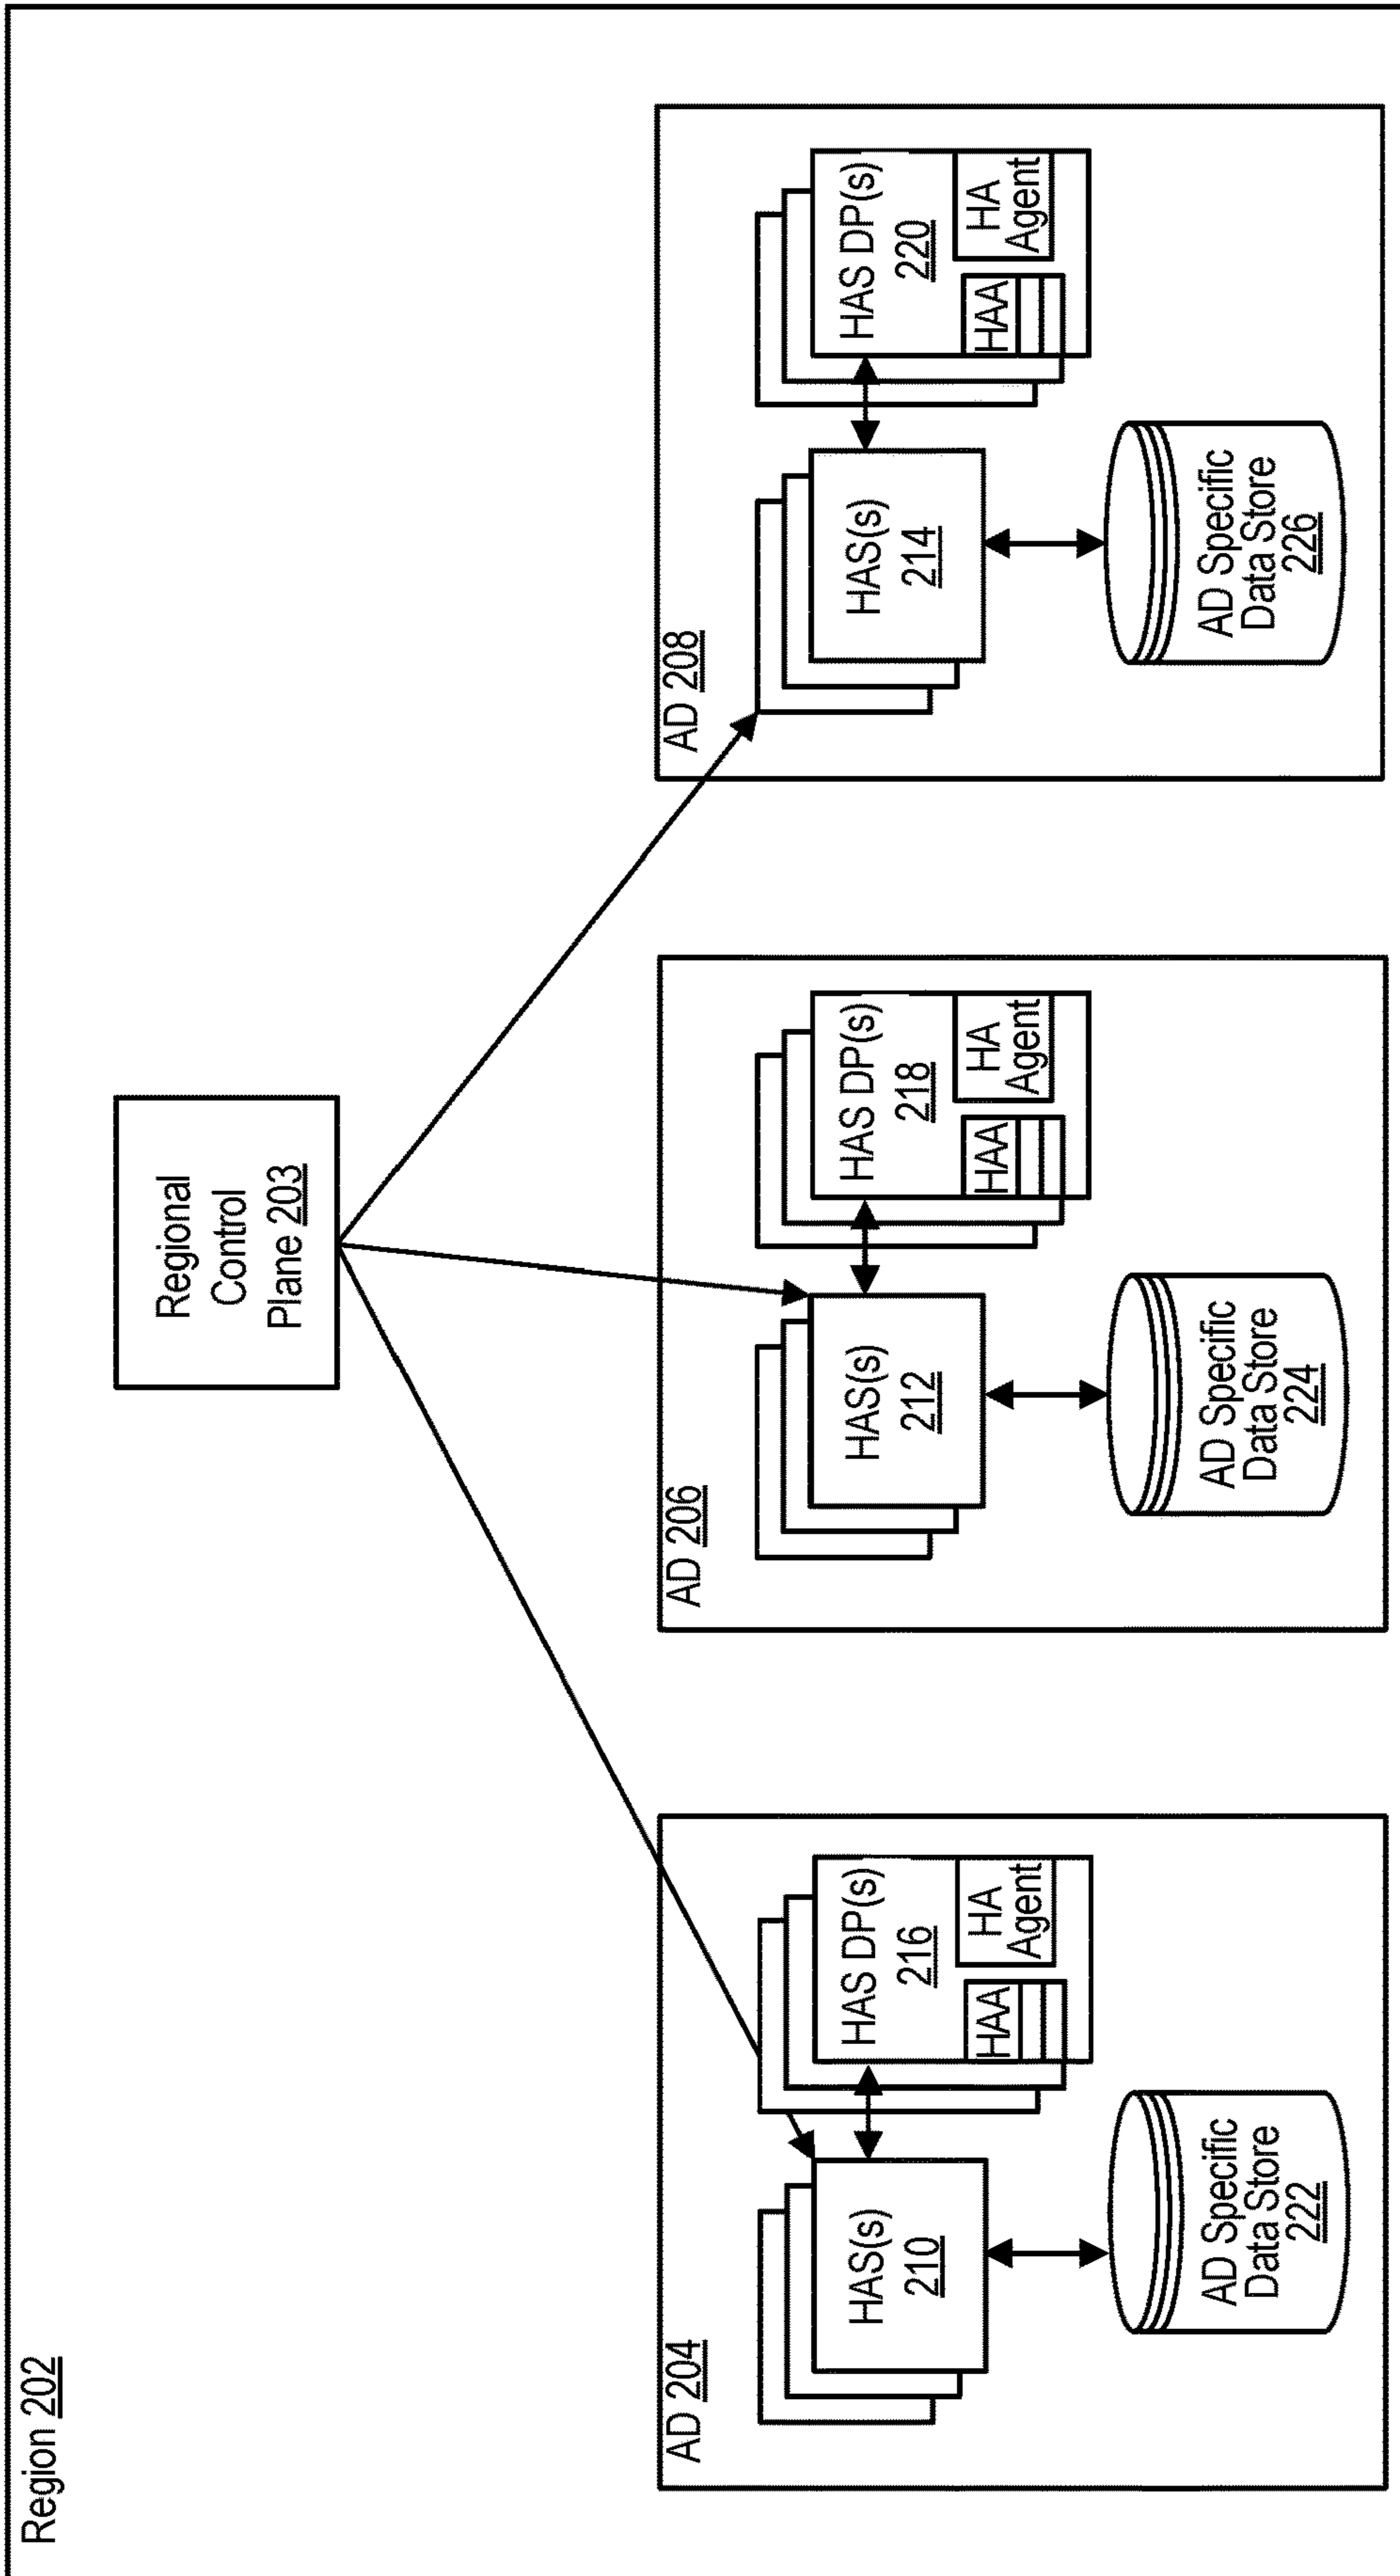 Region 202
Regional
Control
Plane 203
AD 204
HAS(s)
210
HAS DP(s)
216
HAA
HA
Agent
AD Specific
Data Store
222
AD 206
HAS(s)
212
HAS DP(s)
218
HAA
HA
Agent
AD Specific
Data Store
224
AD 208
HAS(s)
214
HAS DP(s)
220
HAA
HA
Agent
AD Specific
Data Store
226